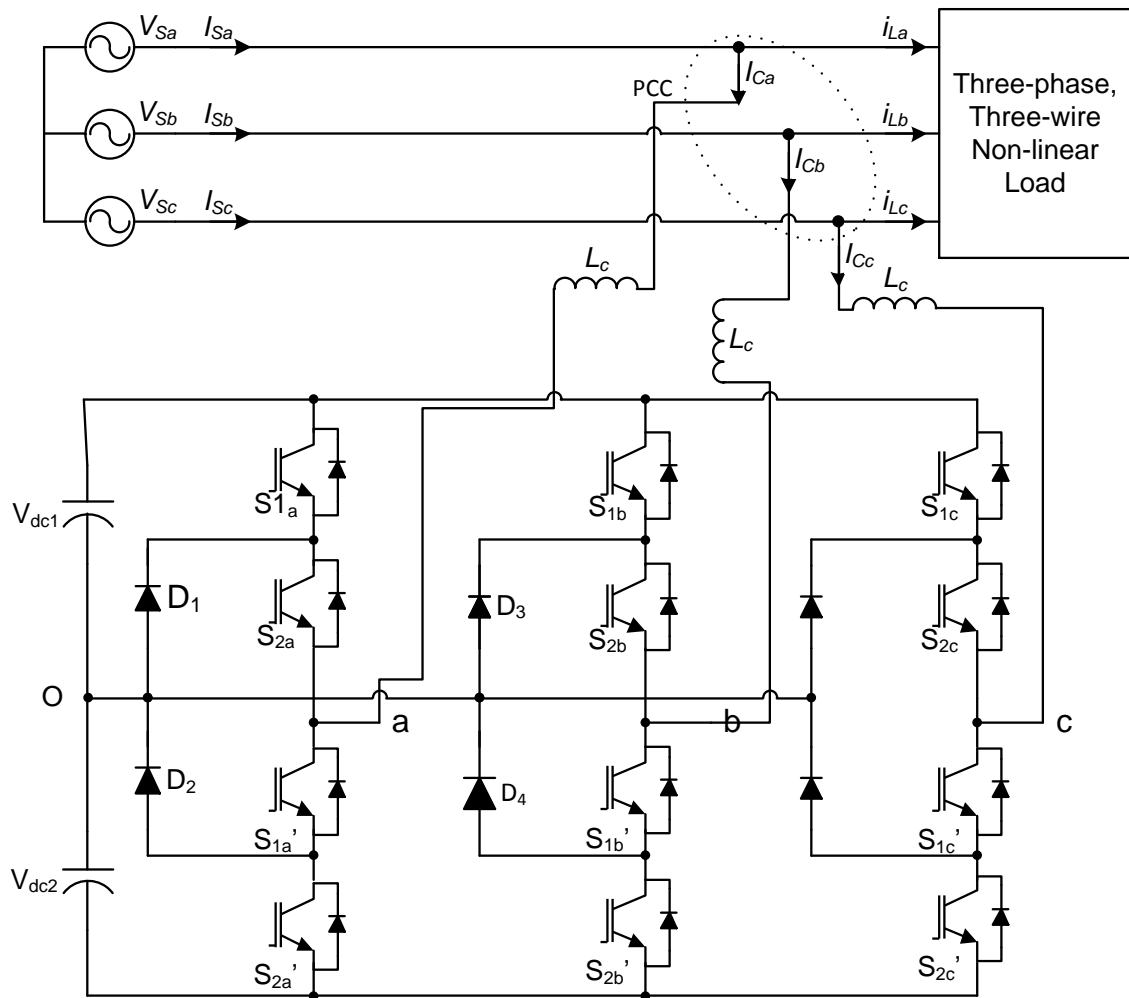 V_Sa I_Sa i_La
I_Ca
PCC
Three-phase,
Three-wire
Non-linear
Load
V_Sb I_Sb i_Lb
I_Cb
V_Sc I_Sc i_Lc
I_Cc
L_c
L_c
L_c
V_dc1
S1_a
S_1b
S_1c
D_1
S_2a
D_3
S_2b
S_2c
O
a
b
c
D_2
S_1a’
D_4
S_1b’
S_1c’
V_dc2
S_2a’
S_2b’
S_2c’